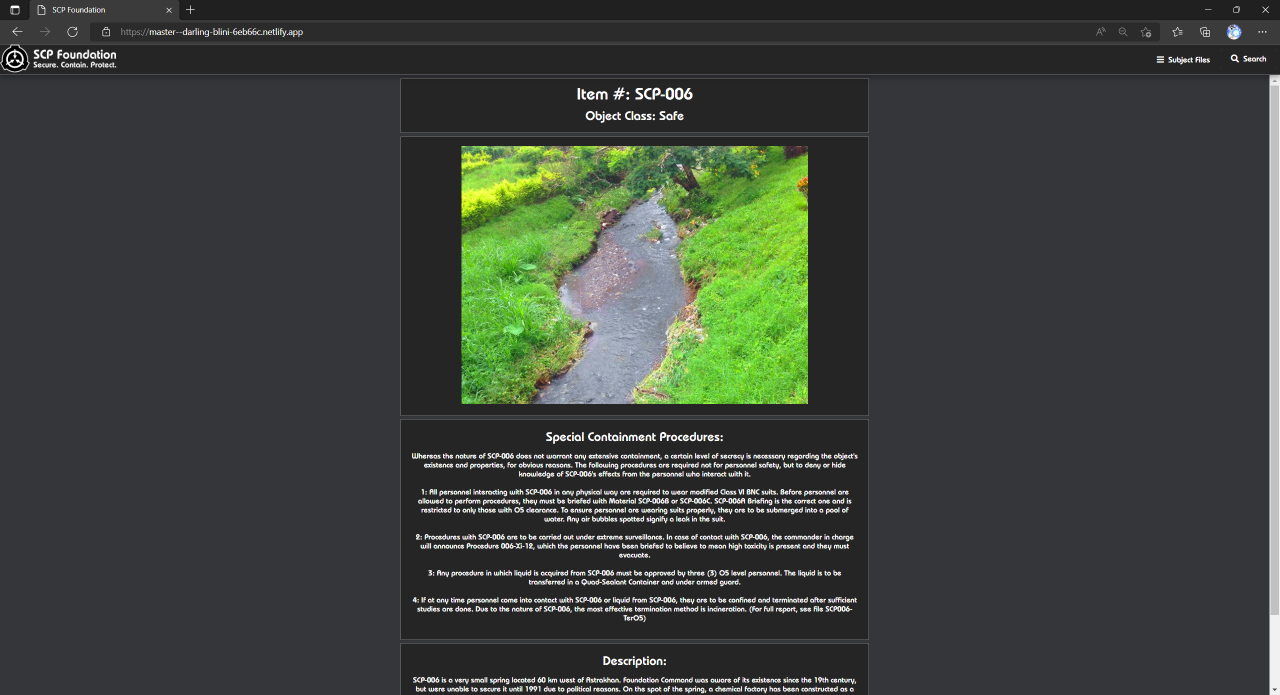 SCP Foundation
https://master--darling-blini-6eb66c.netlify.app
SCP Foundation
Secure. Contain. Protect.
Subject Files
Search
Item #: SCP-006
Object Class: Safe
Special Containment Procedures:
Whereas the nature of SCP-006 does not warrant any extensive containment, a certain level of secrecy is necessary regarding the object's
existence and properties, for obvious reasons. The following procedures are required not for personnel safety, but to deny or hide
knowledge of SCP-006's effects from the personnel who interact with it.
1: All personnel interacting with SCP-006 in any physical way are required to wear modified Class VI BNC suits. Before personnel are
allowed to perform procedures, they must be briefed with Material SCP-006B or SCP-006C. SCP-006A Briefing is the correct one and is
restricted to only those with O5 clearance. To ensure personnel are wearing suits properly, they are to be submerged into a pool of
water. Any air bubbles spotted signify a leak in the suit.
2: Procedures with SCP-006 are to be carried out under extreme surveillance. In case of contact with SCP-006, the commander in charge
will announce Procedure 006-Xi-12, which the personnel have been briefed to believe to mean high toxicity is present and they must
evacuate.
3: Any procedure in which liquid is acquired from SCP-006 must be approved by three (3) O5 level personnel. The liquid is to be
transferred in a Quad-Sealant Container and under armed guard.
4: If at any time personnel come into contact with SCP-006 or liquid from SCP-006, they are to be confined and terminated after sufficient
studies are done. Due to the nature of SCP-006, the most effective termination method is incineration. (For full report, see file SCP006-
TerO5)
Description:
SCP-006 is a very small spring located 60 km west of Astrakhan. Foundation Command was aware of its existence since the 19th century,
but were unable to secure it until 1991 due to political reasons. On the spot of the spring, a chemical factory has been constructed as a